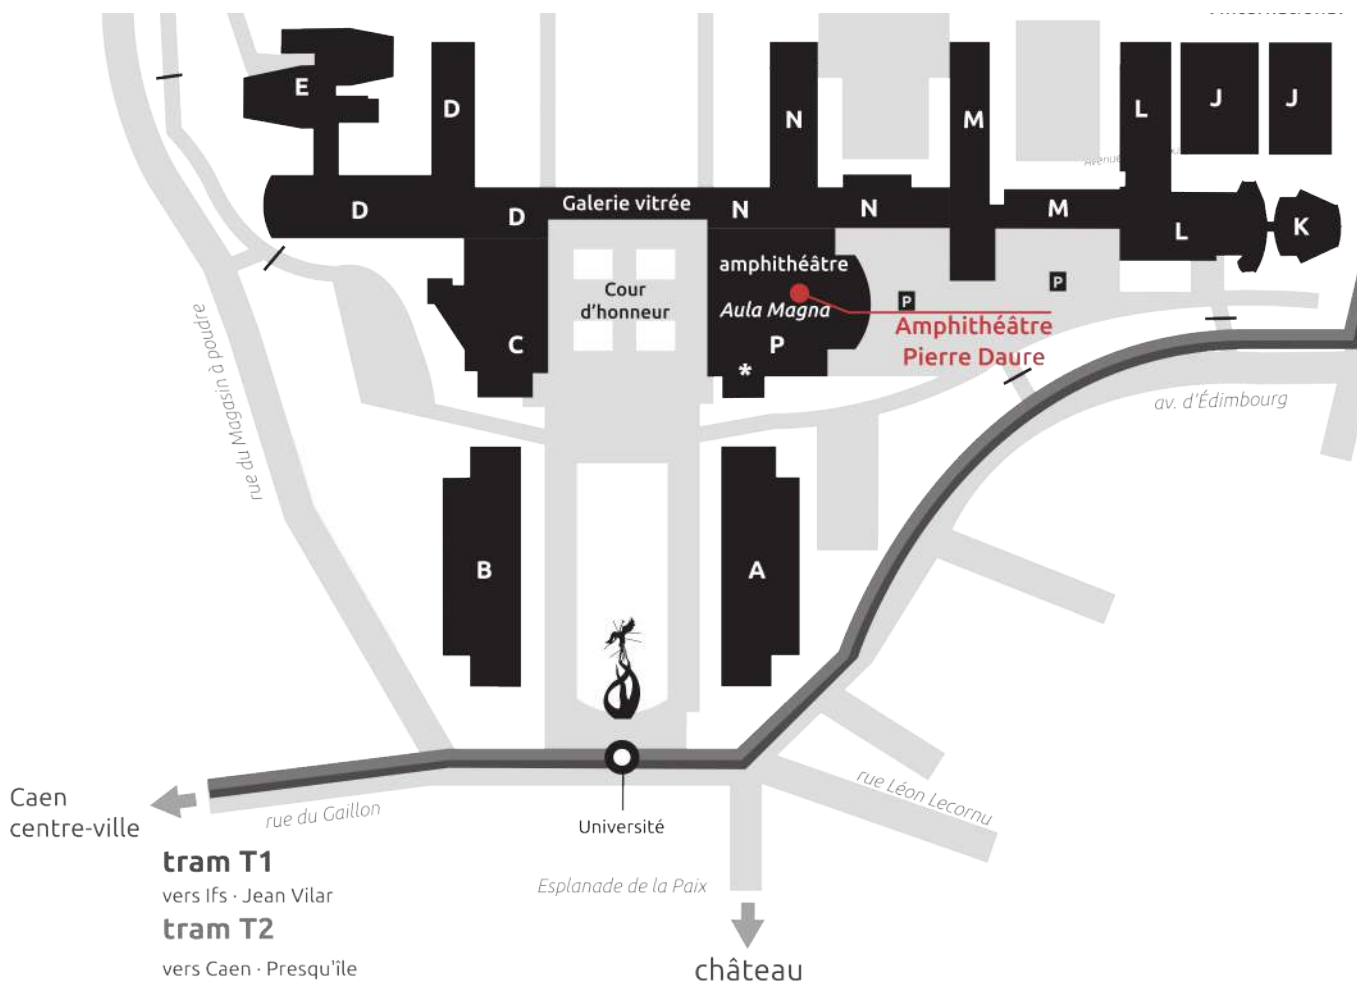 E
D
N
M
L
J
J
D
D
Galerie vitrée
N
N
M
L
K
amphithéâtre
Aula Magna
P
*
Cour
d'honneur
C
P
P
Amphithéâtre
Pierre Daure
rue du Magasin à poudre
av. d'Édimbourg
B
A
Caen
centre-ville
rue du Gaillon
Université
rue Léon Lecornu
tram T1
vers Ifs · Jean Vilar
tram T2
vers Caen · Presqu'île
Esplanade de la Paix
château